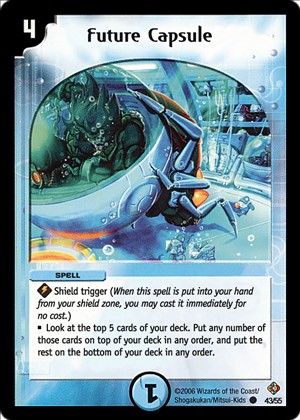 4
Future Capsule
SPELL
Shield trigger (When this spell is put into your hand
from your shield zone, you may cast it immediately
for no cost.)
▪ Look at the top 5 cards of your deck. Put any number
of those cards on top of your deck in any order, and put the
rest on the bottom of your deck in any order.
1
©2006 Wizards of the Coast/
Shogakukan/Mitsui-Kids
43/55